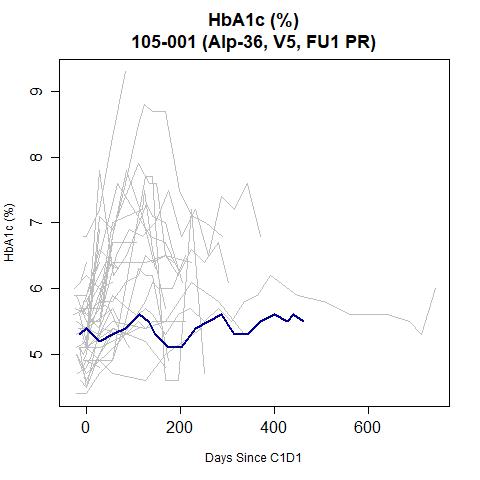 HbA1c (%)
105-001 (Alp-36, V5, FU1 PR)
HbA1c (%)
9
8
7
6
5
0 200 400 600
Days Since C1D1